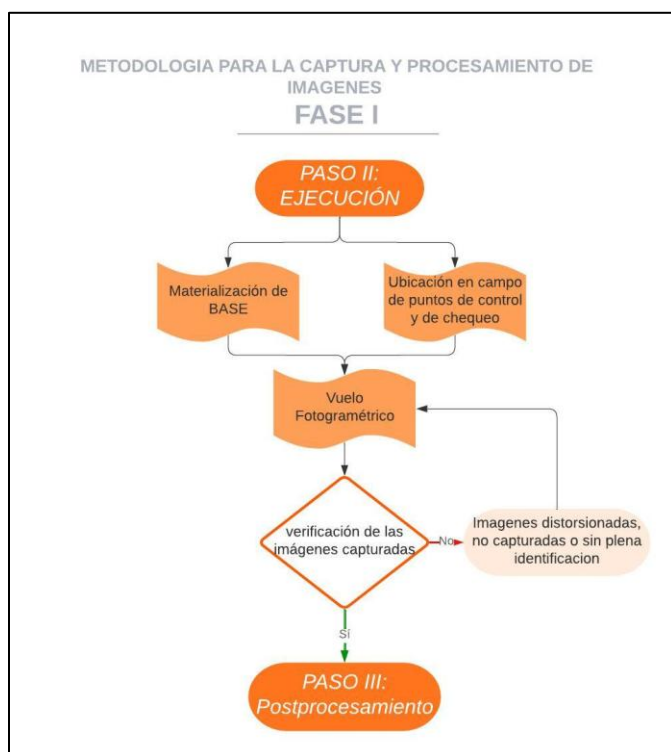 METODOLOGIA PARA LA CAPTURA Y PROCESAMIENTO DE
IMAGENES
FASE I
PASO II:
EJECUCIÓN
Materialización de
BASE
Ubicación en campo
de puntos de control
y de chequeo
Vuelo
Fotogramétrico
verificación de las
imágenes capturadas
No
Imagenes distorsionadas,
no capturadas o sin plena
identificacion
Sí
PASO III:
Postprocesamiento